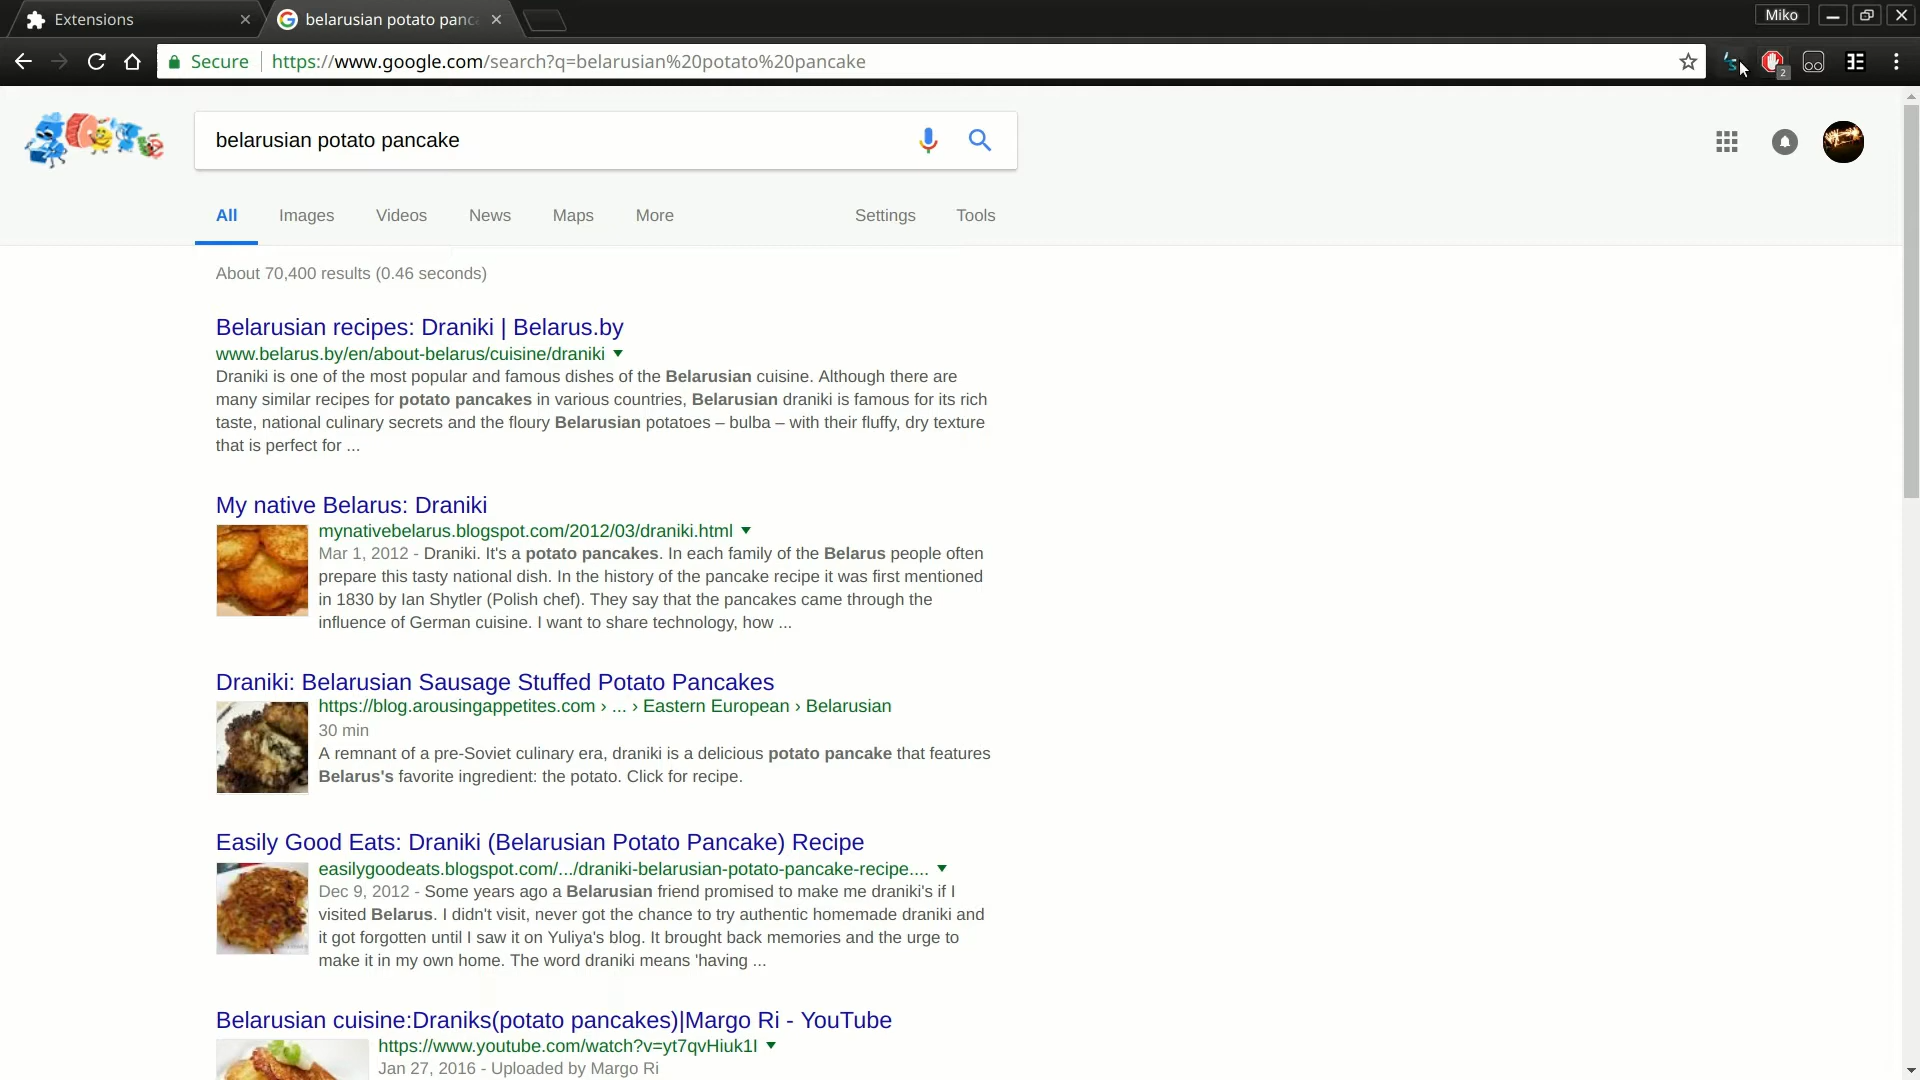 Extensions
belarusian potato panc
Miko
Secure https://www.google.com/search?q=belarusian%20potato%20pancake
2
belarusian potato pancake
All Images Videos News Maps More Settings Tools
About 70,400 results (0.46 seconds)
Belarusian recipes: Draniki | Belarus.by
www.belarus.by/en/about-belarus/cuisine/draniki
Draniki is one of the most popular and famous dishes of the Belarusian cuisine. Although there are
many similar recipes for potato pancakes in various countries, Belarusian draniki is famous for its rich
taste, national culinary secrets and the floury Belarusian potatoes – bulba – with their fluffy, dry texture
that is perfect for ...
My native Belarus: Draniki
mynativebelarus.blogspot.com/2012/03/draniki.html
Mar 1, 2012 - Draniki. It's a potato pancakes. In each family of the Belarus people often
prepare this tasty national dish. In the history of the pancake recipe it was first mentioned
in 1830 by Ian Shytler (Polish chef). They say that the pancakes came through the
influence of German cuisine. I want to share technology, how ...
Draniki: Belarusian Sausage Stuffed Potato Pancakes
https://blog.arousingappetites.com › ... › Eastern European › Belarusian
30 min
A remnant of a pre-Soviet culinary era, draniki is a delicious potato pancake that features
Belarus's favorite ingredient: the potato. Click for recipe.
Easily Good Eats: Draniki (Belarusian Potato Pancake) Recipe
easilygoodeats.blogspot.com/.../draniki-belarusian-potato-pancake-recipe....
Dec 9, 2012 - Some years ago a Belarusian friend promised to make me draniki's if I
visited Belarus. I didn't visit, never got the chance to try authentic homemade draniki and
it got forgotten until I saw it on Yuliya's blog. It brought back memories and the urge to
make it in my own home. The word draniki means 'having ...
Belarusian cuisine:Draniks(potato pancakes)|Margo Ri - YouTube
https://www.youtube.com/watch?v=yt7qvHiuk1I
Jan 27, 2016 - Uploaded by Margo Ri